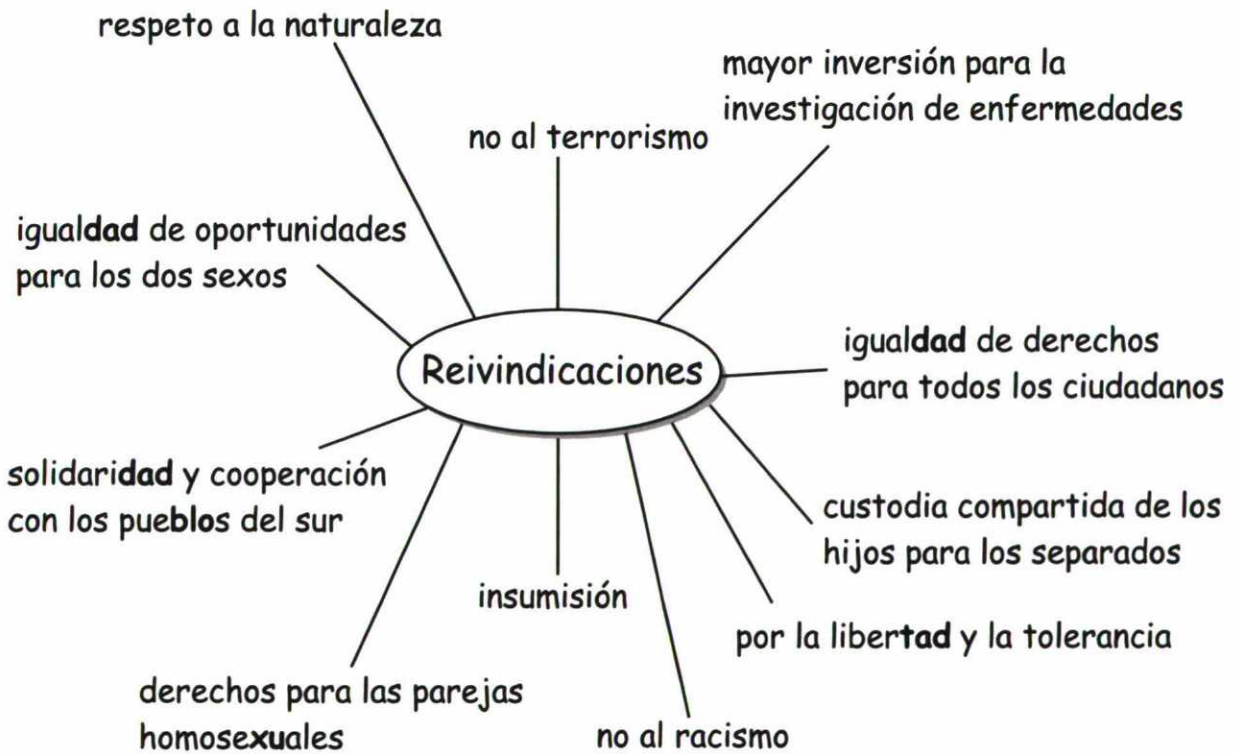 respeto a la naturaleza
mayor inversión para la
investigación de enfermedades
no al terrorismo
igualdad de oportunidades
para los dos sexos
Reivindicaciones
igualdad de derechos
para todos los ciudadanos
solidaridad y cooperación
con los pueblos del sur
custodia compartida de los
hijos para los separados
insumisión
por la libertad y la tolerancia
derechos para las parejas
homosexuales
no al racismo